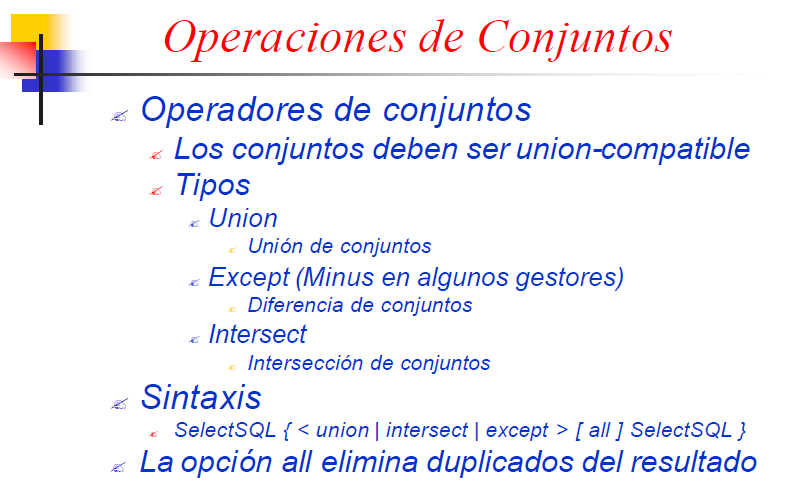 Operaciones de Conjuntos
Operadores de conjuntos
Los conjuntos deben ser union-compatible
Tipos
Union
Unión de conjuntos
Except (Minus en algunos gestores)
Diferencia de conjuntos
Intersect
Intersección de conjuntos
Sintaxis
SelectSQL { < union | intersect | except > [ all ] SelectSQL }
La opción all elimina duplicados del resultado